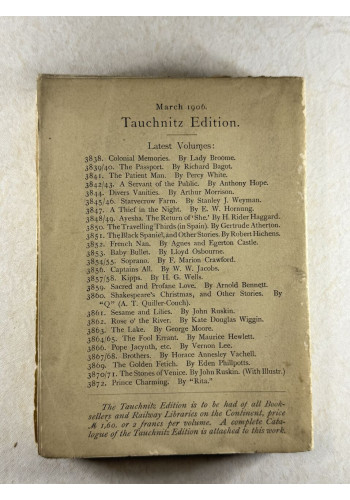 March 1906.
Tauchnitz Edition.
Latest Volumes:
3838. Colonial Memories. By Lady Broome.
3839/40. The Passport. By Richard Bagot.
3841. The Patient Man. By Percy White.
3842/43. A Servant of the Public. By Anthony Hope.
3844. Divers Vanities. By Arthur Morrison.
3845/46. Starvecrow Farm. By Stanley J. Weyman.
3847. A Thief in the Night. By E. W. Hornung.
3848/49. Ayesha. The Return of 'She.' By H. Rider Haggard.
3850. The Travelling Thirds (in Spain). By Gertrude Atherton.
3851. The Black Spaniel, and Other Stories. By Robert Hichens.
3852. French Nan. By Agnes and Egerton Castle.
3853. Baby Bullet. By Lloyd Osbourne.
3854/55. Soprano. By F. Marion Crawford.
3856. Captains All. By W. W. Jacobs.
3857/58. Kipps. By H. G. Wells.
3859. Sacred and Profane Love. By Arnold Bennett.
3860. Shakespeare's Christmas, and Other Stories. By
"Q" (A. T. Quiller-Couch).
3861. Sesame and Lilies. By John Ruskin.
3862. Rose o' the River. By Kate Douglas Wiggin.
3863. The Lake. By George Moore.
3864/65. The Fool Errant. By Maurice Hewlett.
3866. Pope Jacynth, etc. By Vernon Lee.
3867/68. Brothers. By Horace Annesley Vachell.
3869. The Golden Fetich. By Eden Phillpotts.
3870/71. The Stones of Venice. By John Ruskin. (With Illustr.)
3872. Prince Charming. By "Rita."
The Tauchnitz Edition is to be had of all Book-
sellers and Railway Libraries on the Continent, price
ℳ 1,60. or 2 francs per volume. A complete Cata-
logue of the Tauchnitz Edition is attached to this work.